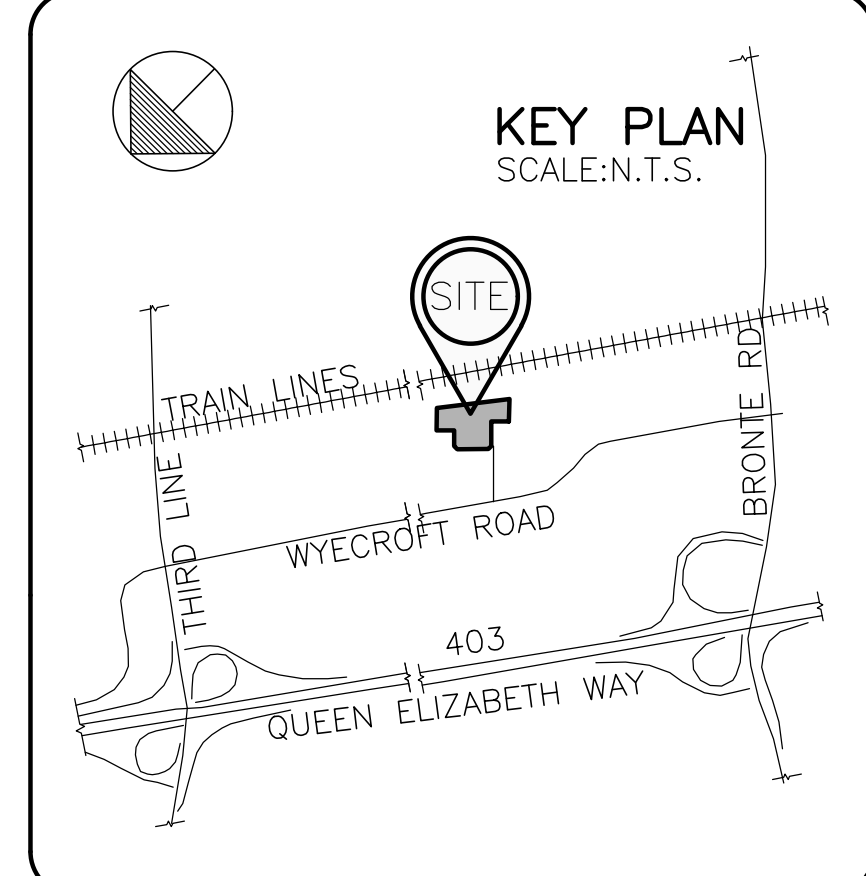 KEY PLAN
SCALE:N.T.S.
SITE
TRAIN LINES
BRONTE RD
THIRD LINE
WYECROFT ROAD
403
QUEEN ELIZABETH WAY